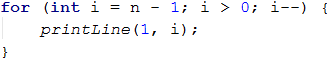 for (int i = n - 1; i > 0; i--) {
    printLine(1, i);
}